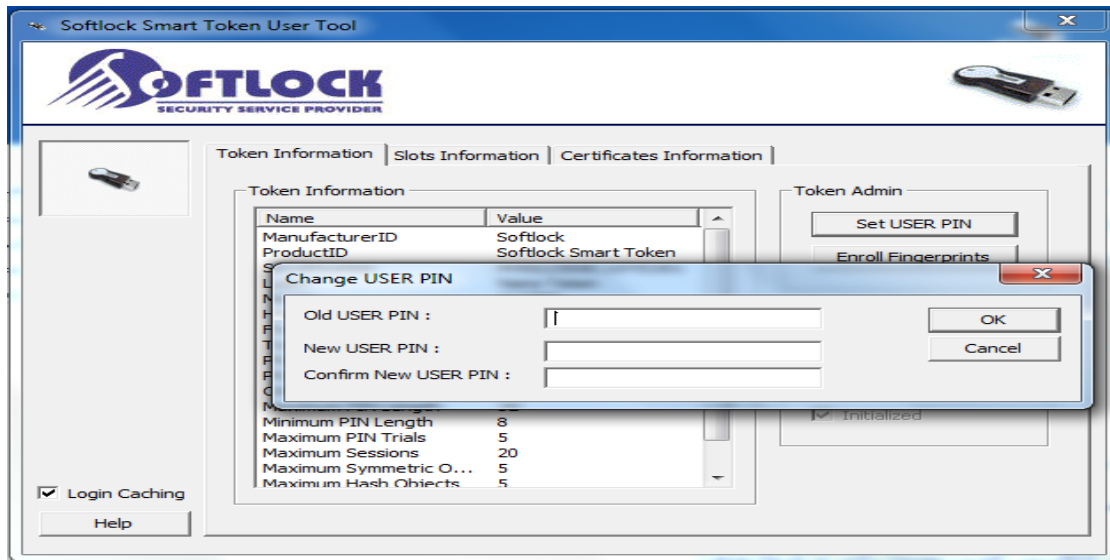 Softlock Smart Token User Tool
SOFTLOCK
SECURITY SERVICE PROVIDER
Token Information
Slots Information
Certificates Information
Token Information
Name Value
ManufacturerID Softlock
ProductID Softlock Smart Token
Minimum PIN Length 8
Maximum PIN Trials 5
Maximum Sessions 20
Maximum Symmetric O... 5
Maximum Hash Objects 5
Token Admin
Set USER PIN
Enroll Fingerprints
Initialized
Change USER PIN
Old USER PIN :
New USER PIN :
Confirm New USER PIN :
OK
Cancel
Login Caching
Help